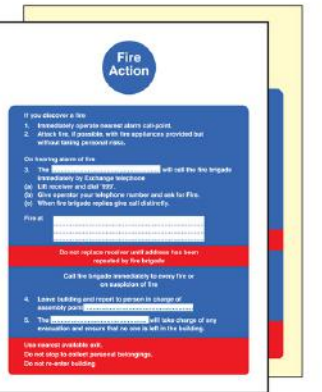 Fire
Action
If you discover a fire
1. Immediately operate nearest alarm call-point.
2. Attack fire, if possible, with fire appliances provided but
without taking personal risks.
On hearing alarm of fire
3. The will call the fire brigade
immediately by Exchange telephone
(a) Lift receiver and dial '999'.
(b) Give operator your telephone number and ask for Fire.
(c) When fire brigade replies give call distinctly.
Fire at
Do not replace receiver until address has been
repeated by fire brigade
Call fire brigade immediately to every fire or
on suspicion of fire
4. Leave building and report to person in charge of
assembly point
5. The will take charge of any
evacuation and ensure that no one is left in the building.
Use nearest available exit.
Do not stop to collect personal belongings.
Do not re-enter building